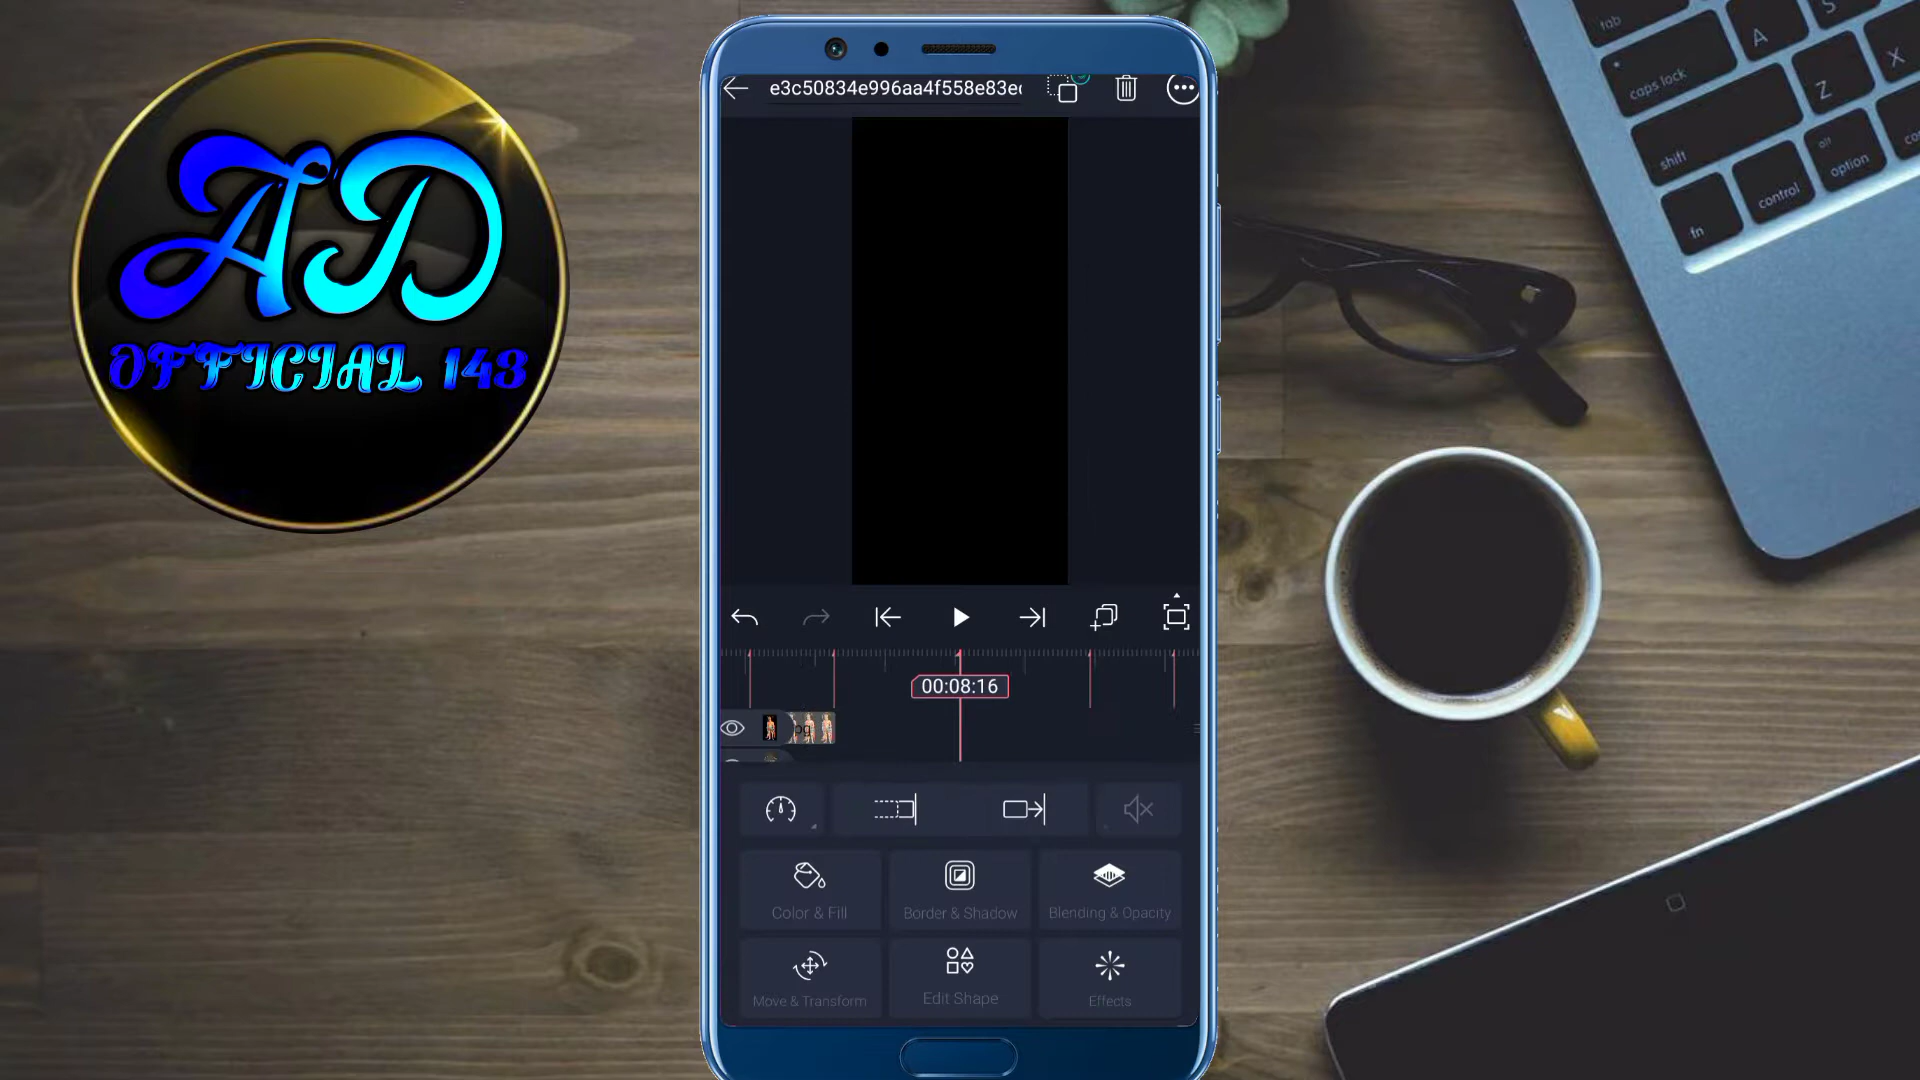 AD
OFFICIAL 143
e3c50834e996aa4f558e83e
00:08:16
pg
Color & Fill
Border & Shadow
Blending & Opacity
Move & Transform
Edit Shape
Effects
tab
caps lock
A
S
shift
Z
X
fn
control
alt
option